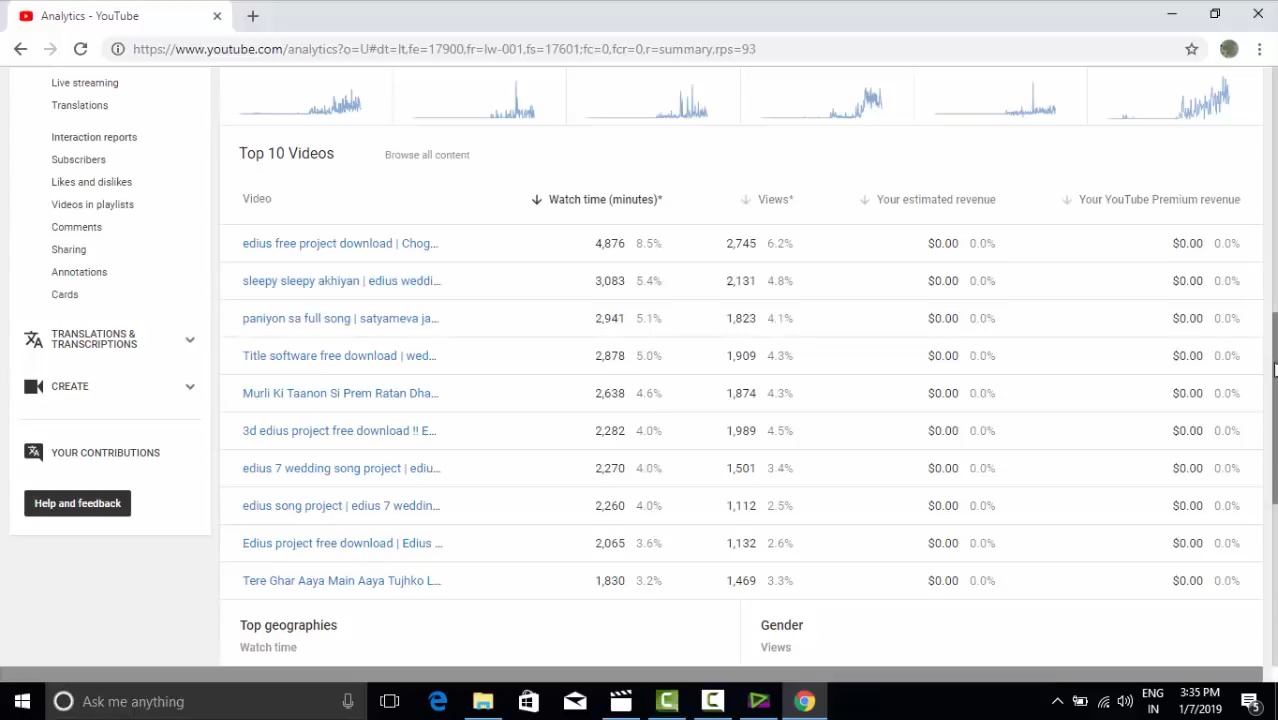 Analytics - YouTube
https://www.youtube.com/analytics?o=U#dt=lt,fe=17900,fr=lw-001,fs=17601;fc=0,fcr=0,r=summary,rps=93
Live streaming
Translations
Interaction reports
Subscribers
Likes and dislikes
Videos in playlists
Comments
Sharing
Annotations
Cards
TRANSLATIONS &
TRANSCRIPTIONS
CREATE
YOUR CONTRIBUTIONS
Help and feedback
Top 10 Videos Browse all content
Video Watch time (minutes)* Views* Your estimated revenue Your YouTube Premium revenue
edius free project download | Chog... 4,876 8.5% 2,745 6.2% $0.00 0.0% $0.00 0.0%
sleepy sleepy akhiyan | edius weddi... 3,083 5.4% 2,131 4.8% $0.00 0.0% $0.00 0.0%
paniyon sa full song | satyameva ja... 2,941 5.1% 1,823 4.1% $0.00 0.0% $0.00 0.0%
Title software free download | wed... 2,878 5.0% 1,909 4.3% $0.00 0.0% $0.00 0.0%
Murli Ki Taanon Si Prem Ratan Dha... 2,638 4.6% 1,874 4.3% $0.00 0.0% $0.00 0.0%
3d edius project free download !! E... 2,282 4.0% 1,989 4.5% $0.00 0.0% $0.00 0.0%
edius 7 wedding song project | ediu... 2,270 4.0% 1,501 3.4% $0.00 0.0% $0.00 0.0%
edius song project | edius 7 weddin... 2,260 4.0% 1,112 2.5% $0.00 0.0% $0.00 0.0%
Edius project free download | Edius ... 2,065 3.6% 1,132 2.6% $0.00 0.0% $0.00 0.0%
Tere Ghar Aaya Main Aaya Tujhko L... 1,830 3.2% 1,469 3.3% $0.00 0.0% $0.00 0.0%
Top geographies Gender
Watch time Views
Ask me anything
ENG
IN
3:35 PM
1/7/2019
5